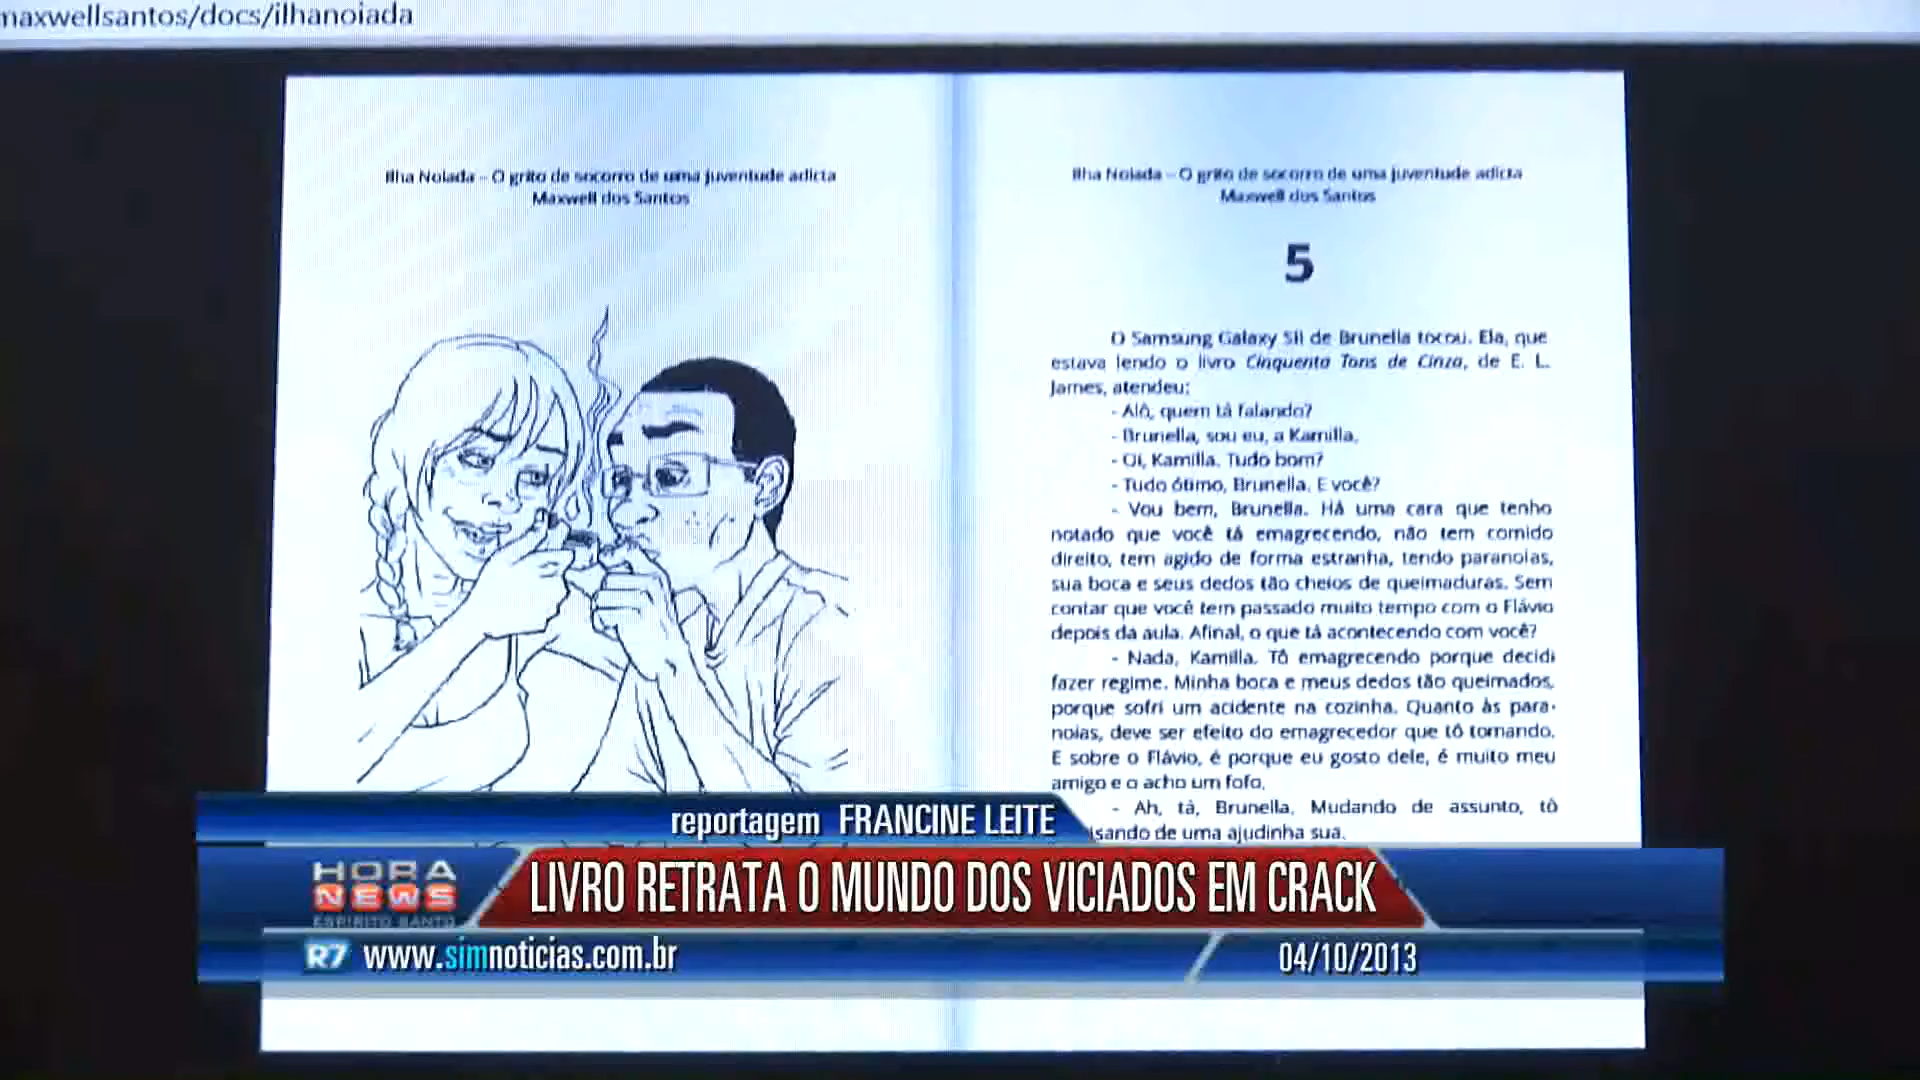 maxwellsantos/docs/ilhanoiada
Ilha Noiada – O grito de socorro de uma juventude adicta
Maxwell dos Santos
Ilha Noiada – O grito de socorro de uma juventude adicta
Maxwell dos Santos
5
O Samsung Galaxy SII de Brunella tocou. Ela, que
estava lendo o livro Cinquenta Tons de Cinza, de E. L.
James, atendeu:
- Alô, quem tá falando?
- Brunella, sou eu, a Kamilla.
- Oi, Kamilla. Tudo bom?
- Tudo ótimo, Brunella. E você?
- Vou bem, Brunella. Há uma cara que tenho
notado que você tá emagrecendo, não tem comido
direito, tem agido de forma estranha, tendo paranoias,
sua boca e seus dedos tão cheios de queimaduras. Sem
contar que você tem passado muito tempo com o Flávio
depois da aula. Afinal, o que tá acontecendo com você?
- Nada, Kamilla. Tô emagrecendo porque decidi
fazer regime. Minha boca e meus dedos tão queimados,
porque sofri um acidente na cozinha. Quanto às para-
noias, deve ser efeito do emagrecedor que tô tomando.
E sobre o Flávio, é porque eu gosto dele, é muito meu
amigo e o acho um fofo.
- Ah, tá, Brunella. Mudando de assunto, tô
isando de uma ajudinha sua.
reportagem FRANCINE LEITE
HORA
NEWS
ESPÍRITO SANTO
LIVRO RETRATA O MUNDO DOS VICIADOS EM CRACK
R7 www.simnoticias.com.br
04/10/2013